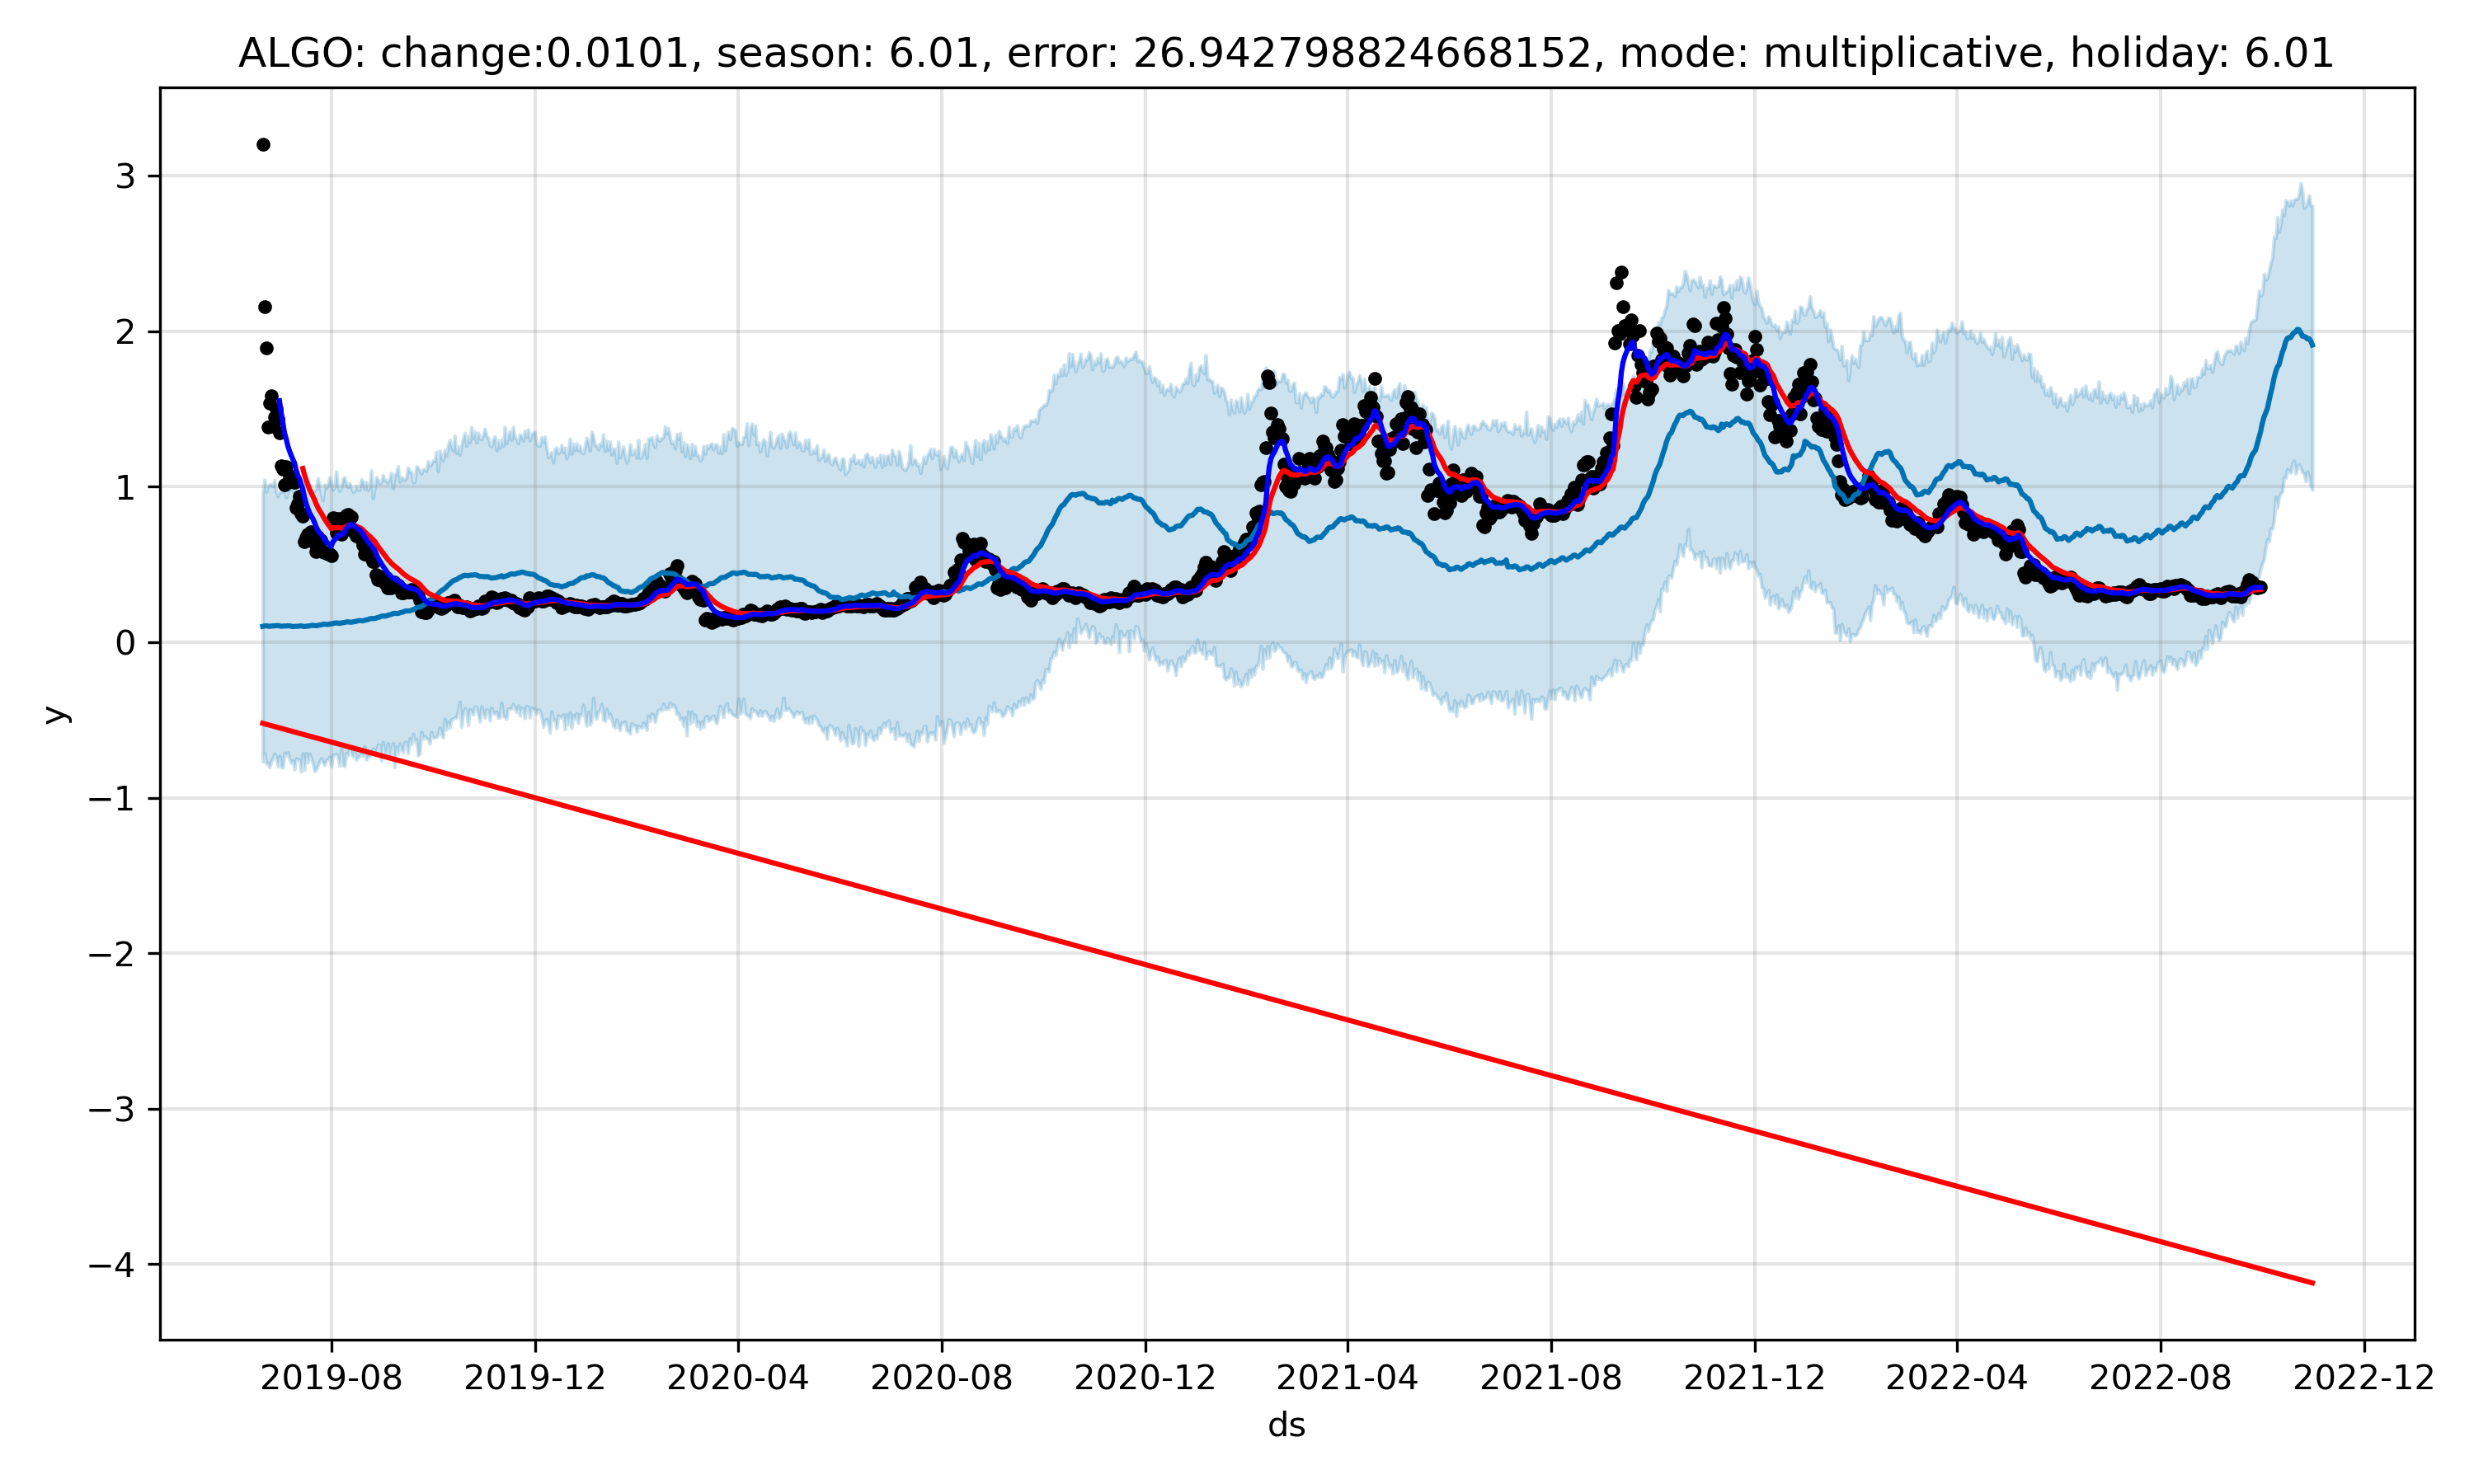 ALGO: change:0.0101, season: 6.01, error: 26.942798824668152, mode: multiplicative, holiday: 6.01
3
2
1
0
−1
−2
−3
−4
y
2019-08 2019-12 2020-04 2020-08 2020-12 2021-04 2021-08 2021-12 2022-04 2022-08 2022-12
ds